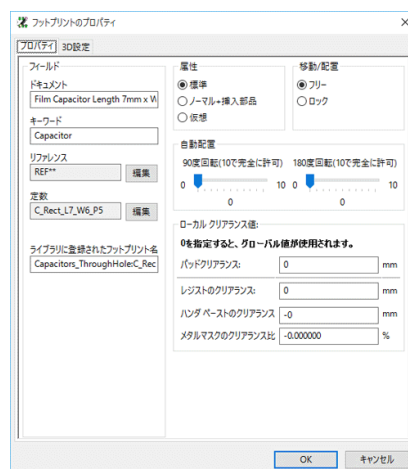 フットプリントのプロパティ
プロパティ 3D設定
フィールド
ドキュメント
Film Capacitor Length 7mm x W
キーワード
Capacitor
リファレンス
REF** 編集
定数
C_Rect_L7_W6_P5 編集
ライブラリに登録されたフットプリント名
Capacitors_ThroughHole:C_Rec
属性
標準
ノーマル+挿入部品
仮想
移動/配置
フリー
ロック
自動配置
90度回転(10で完全に許可) 180度回転(10で完全に許可)
0 10 0 10
0 0
ローカル クリアランス値:
0を指定すると、グローバル値が使用されます。
パッドクリアランス: 0 mm
レジストのクリアランス: 0 mm
ハンダ ペーストのクリアランス -0 mm
メタルマスクのクリアランス比 -0.000000 %
OK キャンセル